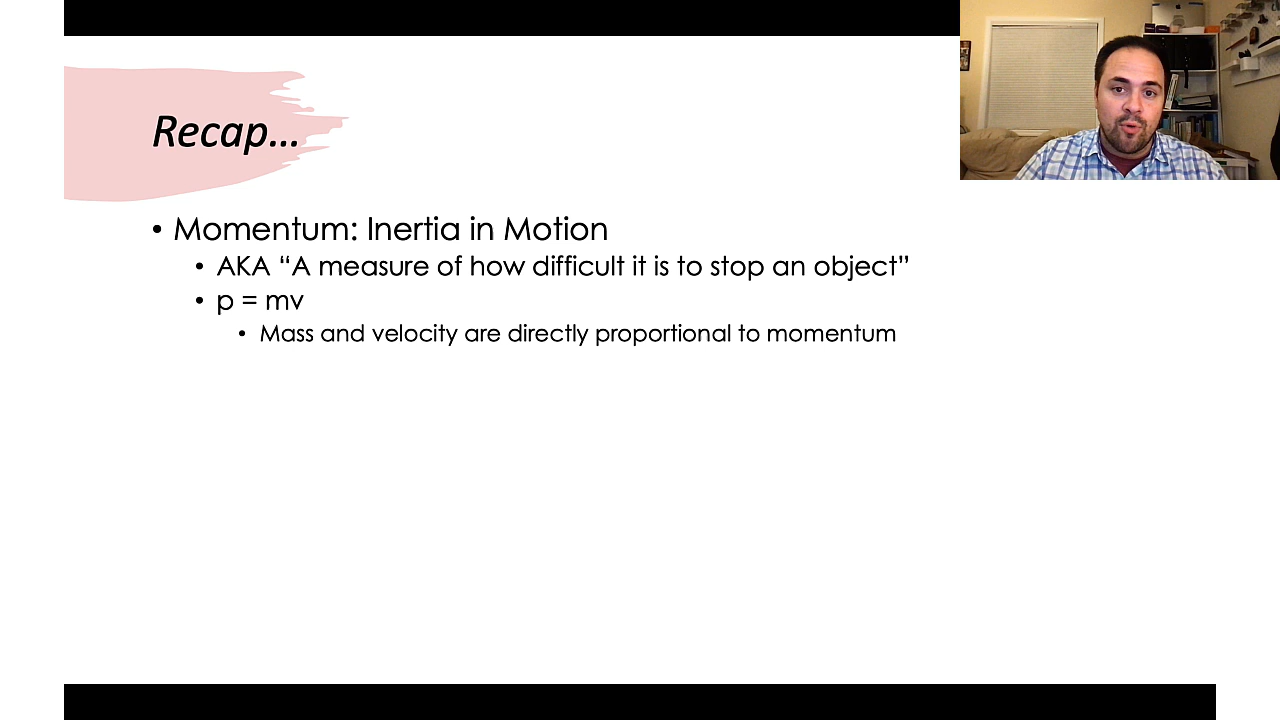 Recap...
• Momentum: Inertia in Motion
• AKA “A measure of how difficult it is to stop an object”
• p = mv
• Mass and velocity are directly proportional to momentum